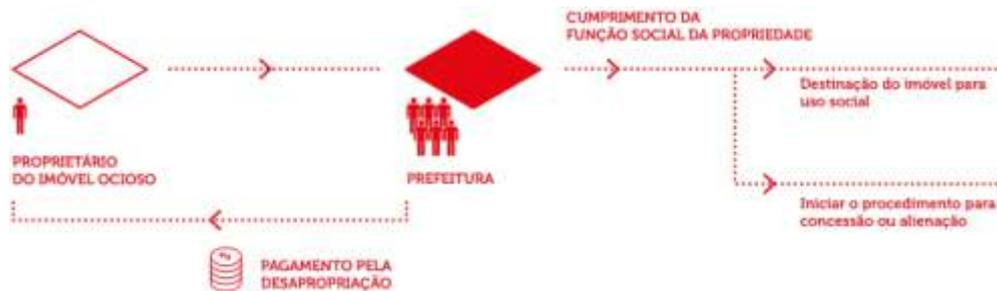 CUMPRIMENTO DA
FUNÇÃO SOCIAL DA PROPRIEDADE
Destinação do imóvel para
uso social
PROPRIETÁRIO
DO IMÓVEL OCIOSO
PREFEITURA
Iniciar o procedimento para
concessão ou alienação
PAGAMENTO PELA
DESAPROPRIAÇÃO